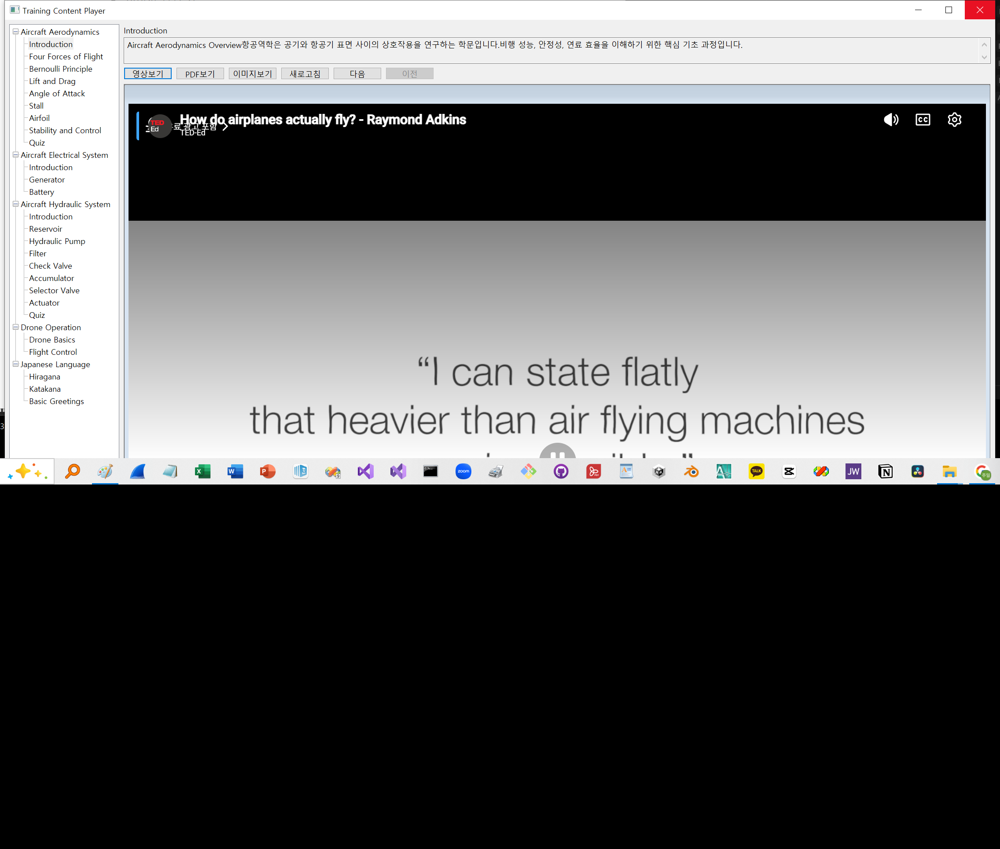 Training Content Player
Aircraft Aerodynamics
Introduction
Four Forces of Flight
Bernoulli Principle
Lift and Drag
Angle of Attack
Stall
Airfoil
Stability and Control
Quiz
Aircraft Electrical System
Introduction
Generator
Battery
Aircraft Hydraulic System
Introduction
Reservoir
Hydraulic Pump
Filter
Check Valve
Accumulator
Selector Valve
Actuator
Quiz
Drone Operation
Drone Basics
Flight Control
Japanese Language
Hiragana
Katakana
Basic Greetings
Introduction
Aircraft Aerodynamics Overview항공역학은 공기와 항공기 표면 사이의 상호작용을 연구하는 학문입니다.비행 성능, 안정성, 연료 효율을 이해하기 위한 핵심 기초 과정입니다.
영상보기 PDF보기 이미지보기 새로고침 다음 이전
TED Ed
How do airplanes actually fly? - Raymond Adkins
광고 포함
TED-Ed
CC
“I can state flatly
that heavier than air flying machines
3
X W P 9 zoom PDF TALK JW N 주일